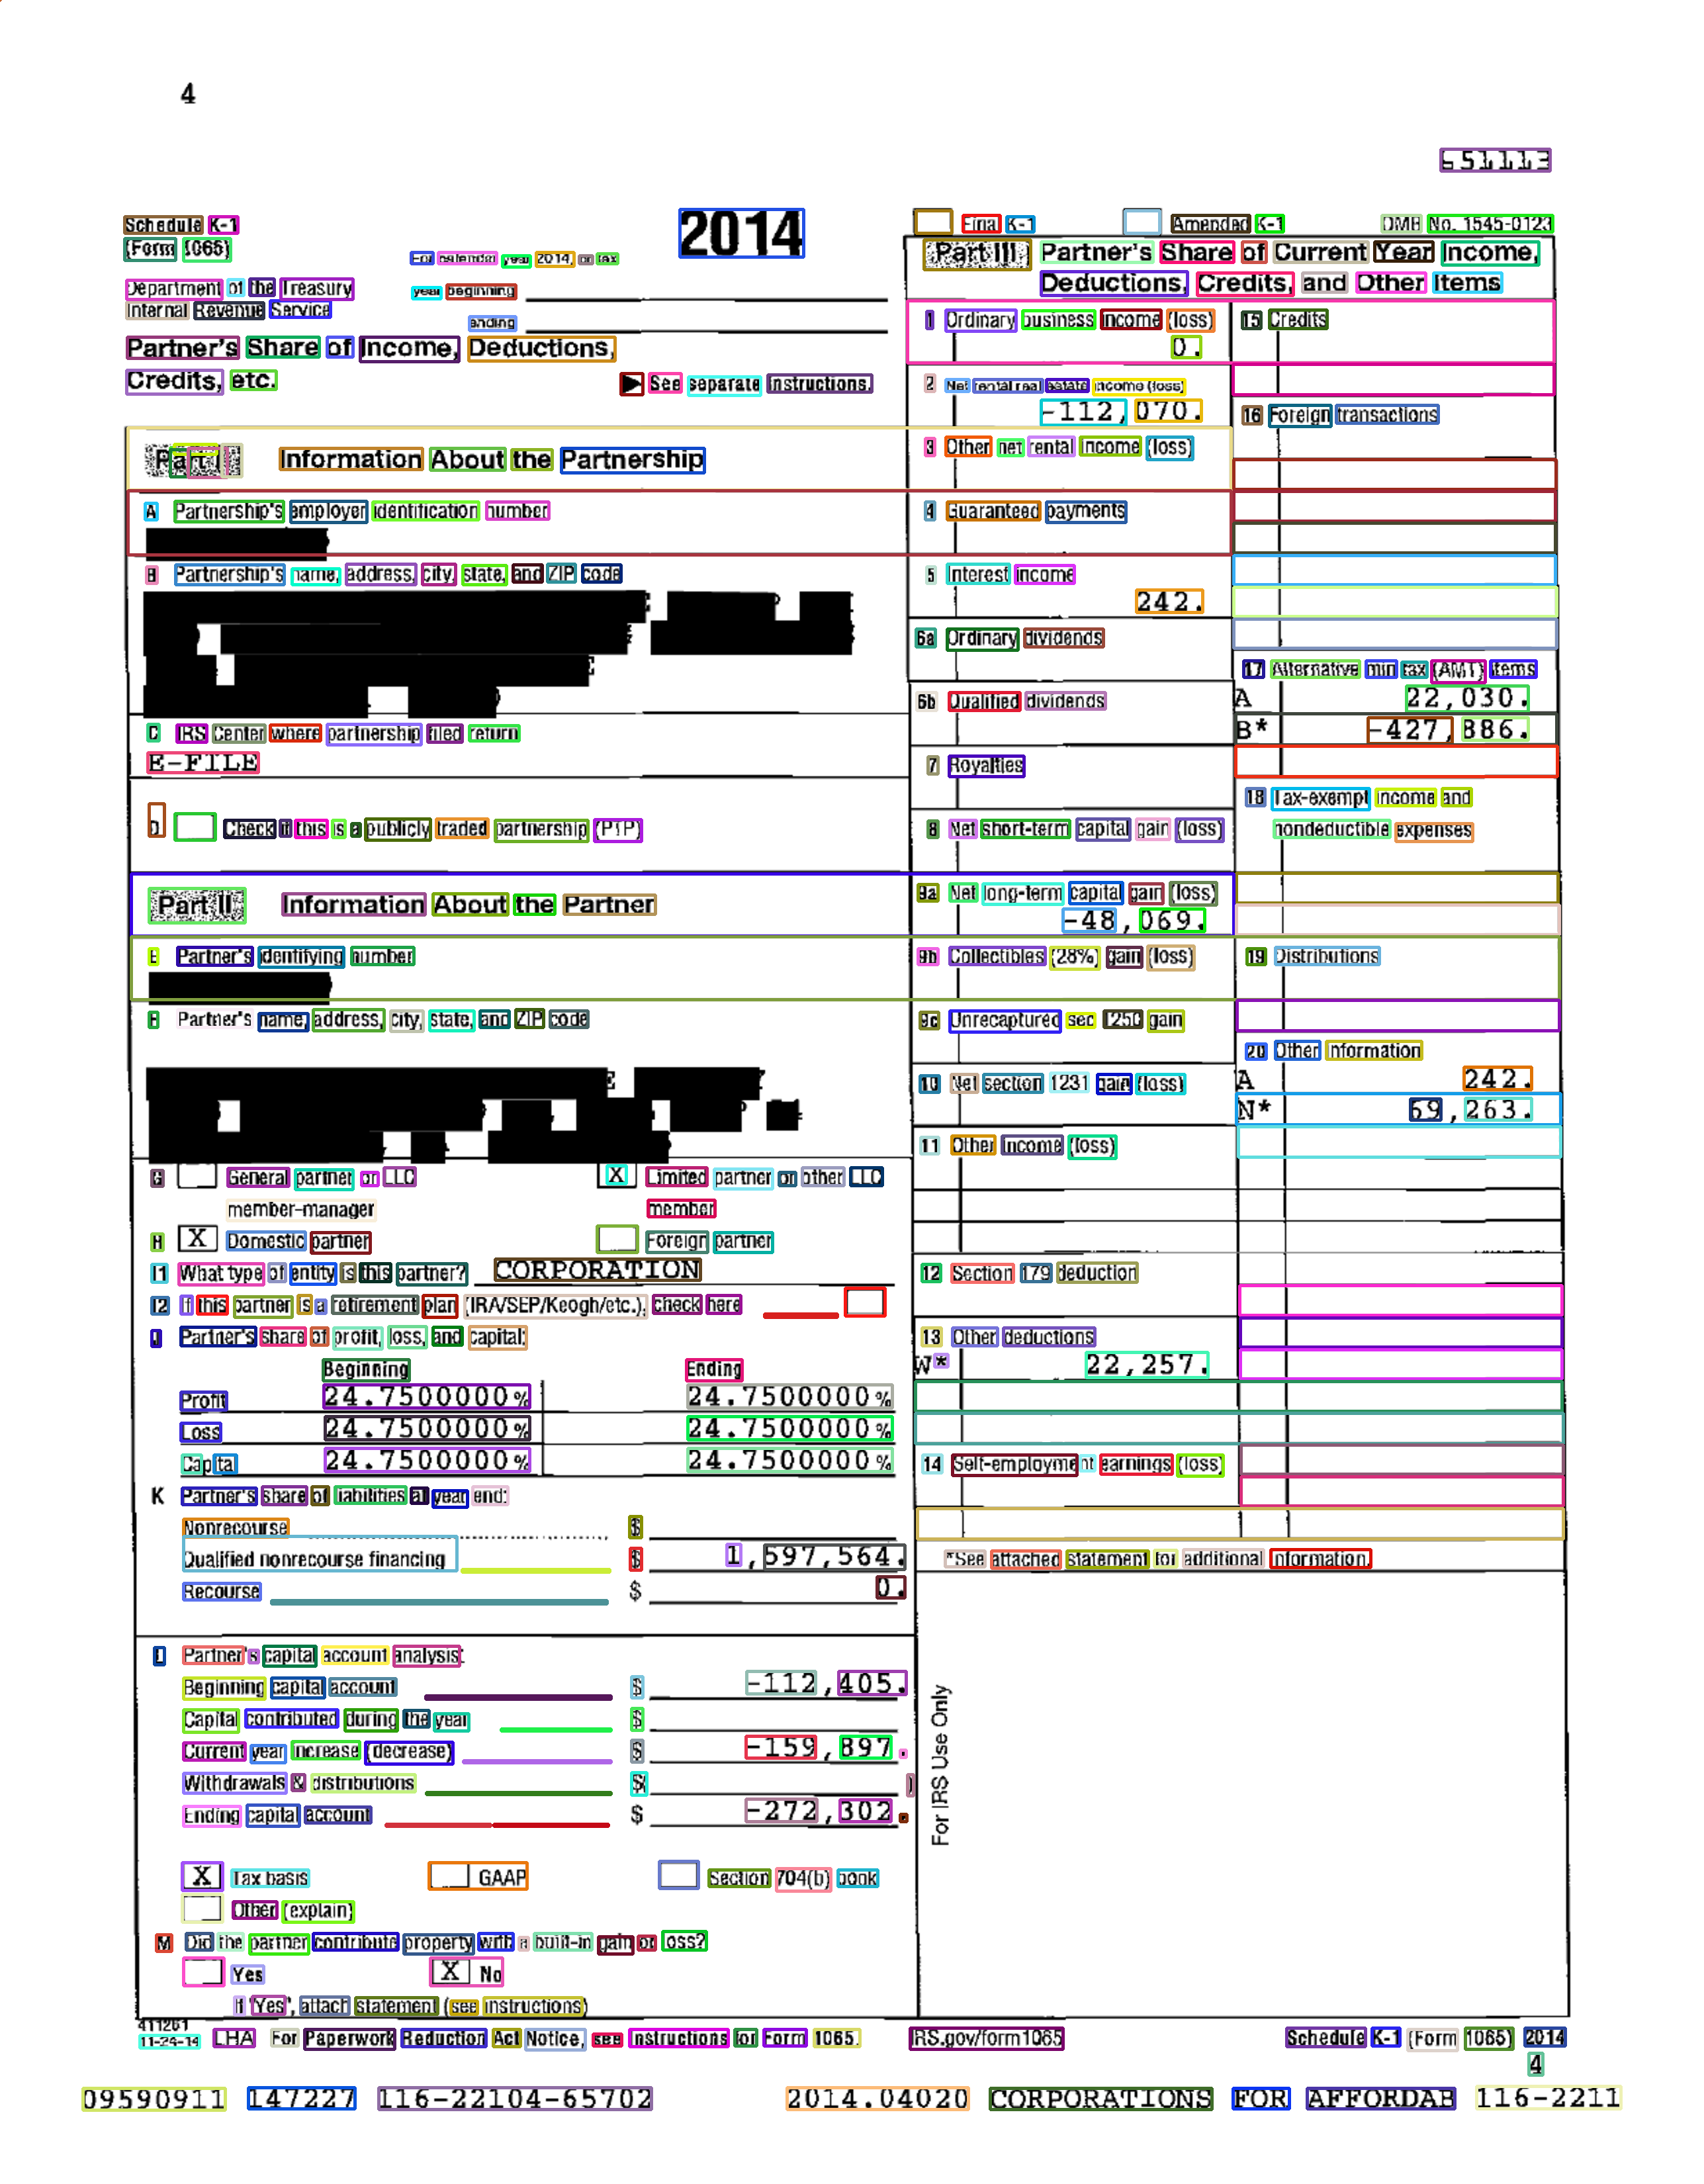 4
651113
Schedule K-1
(Form 1065)
2014
For calendar year 2014, or tax
year beginning
ending
Department of the Treasury
Internal Revenue Service
Partner's Share of Income, Deductions,
Credits, etc.
▶ See separate instructions.
Final K-1 Amended K-1 OMB No. 1545-0123
Part III Partner's Share of Current Year Income,
Deductions, Credits, and Other Items
Part I Information About the Partnership
A Partnership's employer identification number
B Partnership's name, address, city, state, and ZIP code
C IRS Center where partnership filed return
E-FILE
D Check if this is a publicly traded partnership (PTP)
Part II Information About the Partner
E Partner's identifying number
F Partner's name, address, city, state, and ZIP code
G General partner or LLC
member-manager
X Limited partner or other LLC
member
H X Domestic partner Foreign partner
I1 What type of entity is this partner? CORPORATION
I2 If this partner is a retirement plan (IRA/SEP/Keogh/etc.), check here
J Partner's share of profit, loss, and capital:
Beginning Ending
Profit 24.7500000% 24.7500000%
Loss 24.7500000% 24.7500000%
Capital 24.7500000% 24.7500000%
K Partner's share of liabilities at year end:
Nonrecourse $
Qualified nonrecourse financing $ 1,597,564.
Recourse $ 0.
L Partner's capital account analysis:
Beginning capital account $ -112,405.
Capital contributed during the year $
Current year increase (decrease) $ -159,897.
Withdrawals & distributions $( )
Ending capital account $ -272,302.
X Tax basis GAAP Section 704(b) book
Other (explain)
M Did the partner contribute property with a built-in gain or loss?
Yes X No
If "Yes", attach statement (see instructions)
1 Ordinary business income (loss)
0.
2 Net rental real estate income (loss)
-112,070.
3 Other net rental income (loss)
4 Guaranteed payments
5 Interest income
242.
6a Ordinary dividends
6b Qualified dividends
7 Royalties
8 Net short-term capital gain (loss)
9a Net long-term capital gain (loss)
-48,069.
9b Collectibles (28%) gain (loss)
9c Unrecaptured sec 1250 gain
10 Net section 1231 gain (loss)
11 Other income (loss)
12 Section 179 deduction
13 Other deductions
W* 22,257.
14 Self-employment earnings (loss)
15 Credits
16 Foreign transactions
17 Alternative min tax (AMT) items
A 22,030.
B* -427,886.
18 Tax-exempt income and
nondeductible expenses
19 Distributions
20 Other information
A 242.
N* 69,263.
*See attached statement for additional information.
For IRS Use Only
411261
11-24-14 LHA For Paperwork Reduction Act Notice, see Instructions for Form 1065. IRS.gov/form1065 Schedule K-1 (Form 1065) 2014
4
09590911 147227 116-22104-65702 2014.04020 CORPORATIONS FOR AFFORDAB 116-2211